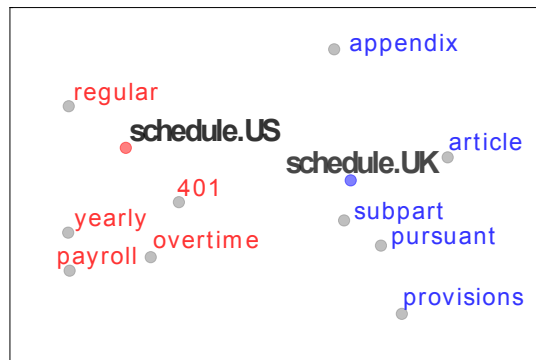 appendix
regular
schedule.US
article
schedule.UK
401
subpart
yearly
overtime
pursuant
payroll
provisions